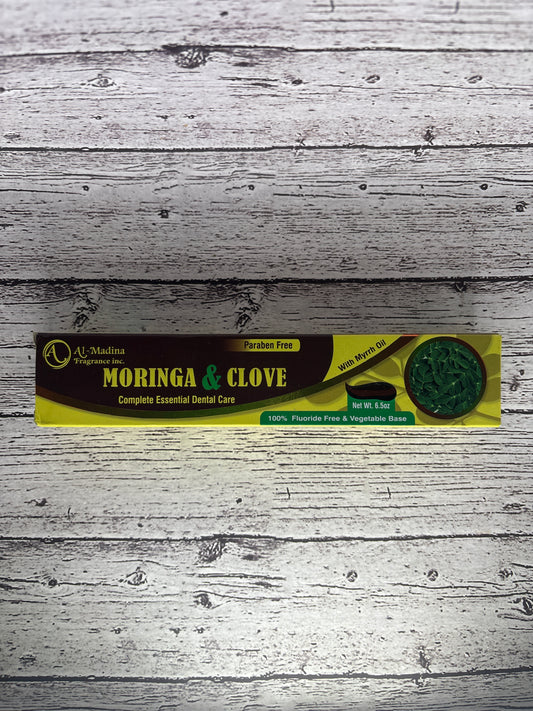 Al-Madina
Fragrance inc.
Paraben Free
MORINGA & CLOVE
Complete Essential Dental Care
With Myrrh Oil
Net Wt. 6.5oz
100% Fluoride Free & Vegetable Base